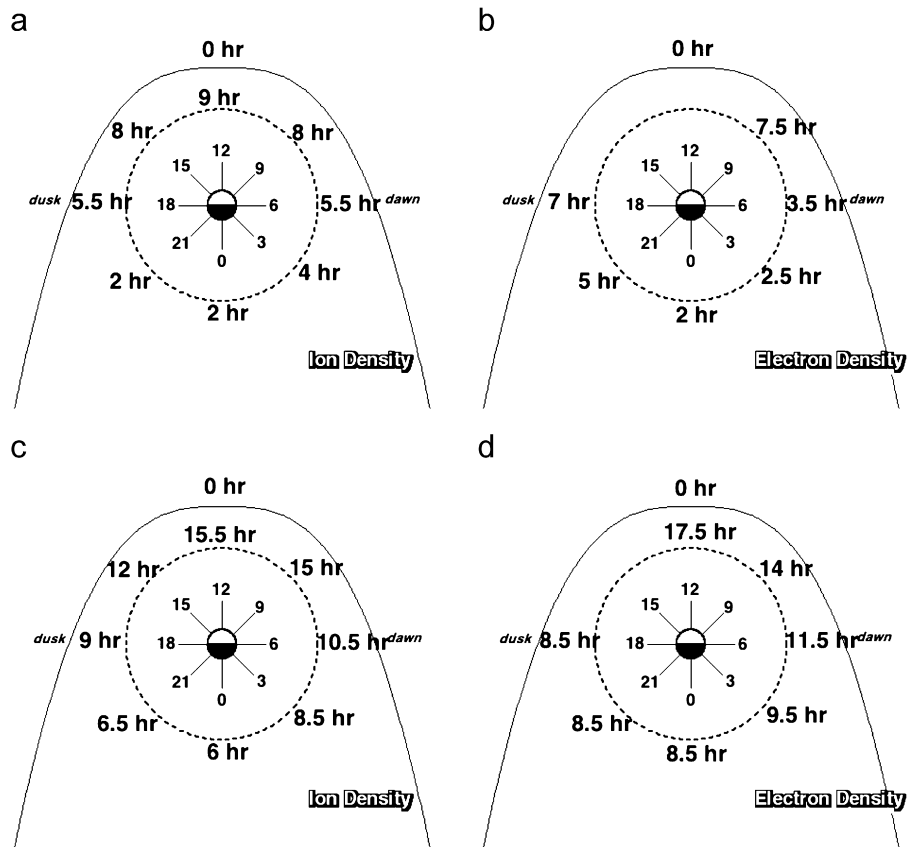 a
0 hr
9 hr
8 hr 8 hr
12
15 9
dusk 5.5 hr 18 6 5.5 hr dawn
21 3
0
2 hr 4 hr
2 hr
Ion Density
b
0 hr
7.5 hr
12
15 9
dusk 7 hr 18 6 3.5 hr dawn
21 3
0
5 hr 2.5 hr
2 hr
Electron Density
c
0 hr
15.5 hr
12 hr 15 hr
12
15 9
dusk 9 hr 18 6 10.5 hr dawn
21 3
0
6.5 hr 8.5 hr
6 hr
Ion Density
d
0 hr
17.5 hr
14 hr
12
15 9
dusk 8.5 hr 18 6 11.5 hr dawn
21 3
0
8.5 hr 9.5 hr
8.5 hr
Electron Density